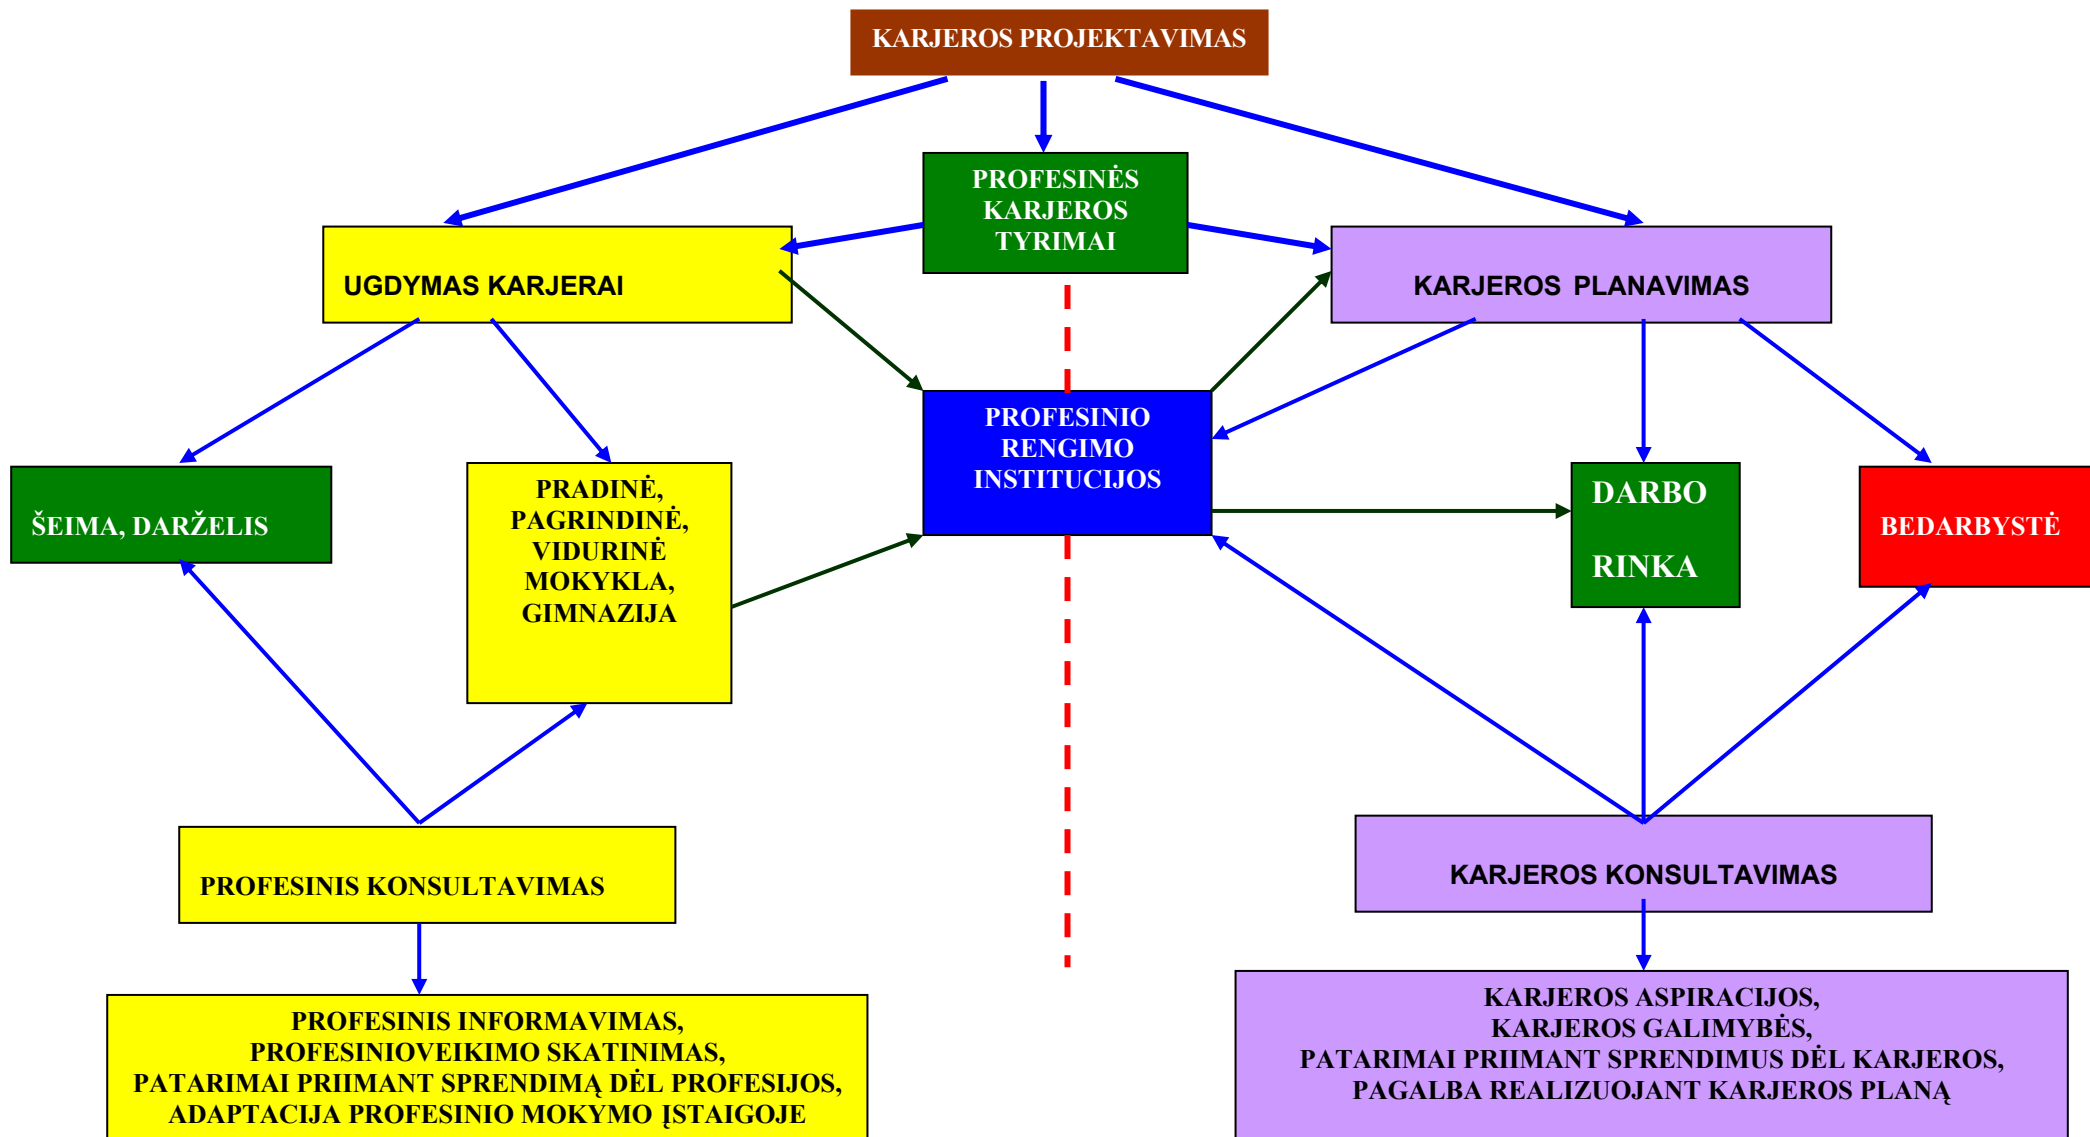 KARJEROS PROJEKTAVIMAS
PROFESINĖS
KARJEROS
TYRIMAI
UGDYMAS KARJERAI
KARJEROS PLANAVIMAS
PROFESINIO
RENGIMO
INSTITUCIJOS
ŠEIMA, DARŽELIS
PRADINĖ,
PAGRINDINĖ,
VIDURINĖ
MOKYKLA,
GIMNAZIJA
DARBO
RINKA
BEDARBYSTĖ
PROFESINIS KONSULTAVIMAS
KARJEROS KONSULTAVIMAS
PROFESINIS INFORMAVIMAS,
PROFESINIOVEIKIMO SKATINIMAS,
PATARIMAI PRIIMANT SPRENDIMĄ DĖL PROFESIJOS,
ADAPTACIJA PROFESINIO MOKYMO ĮSTAIGOJE
KARJEROS ASPIRACIJOS,
KARJEROS GALIMYBĖS,
PATARIMAI PRIIMANT SPRENDIMUS DĖL KARJEROS,
PAGALBA REALIZUOJANT KARJEROS PLANĄ